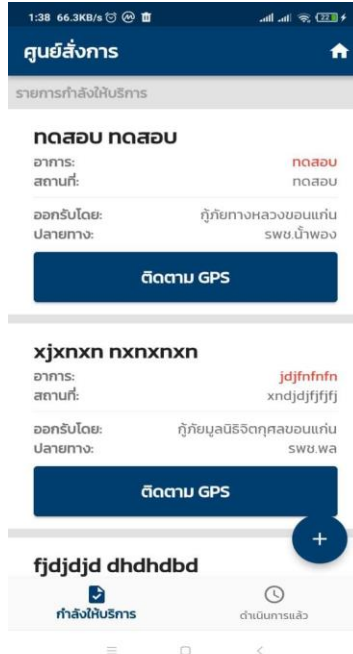 1:38 66.3KB/s 22
ศูนย์สั่งการ
รายการกำลังให้บริการ
ทดสอบ ทดสอบ
อาการ: ทดสอบ
สถานที่: ทดสอบ
ออกรับโดย: กู้ภัยทางหลวงขอนแก่น
ปลายทาง: รพช.น้ำพอง
ติดตาม GPS
xjxnxn nxnxnxn
อาการ: jdjfnfnfn
สถานที่: xndjdjfjfjfj
ออกรับโดย: กู้ภัยมูลนิธิจิตกุศลขอนแก่น
ปลายทาง: รพช.พล
ติดตาม GPS
fjdjdjd dhdhdbd
กำลังให้บริการ
ดำเนินการแล้ว